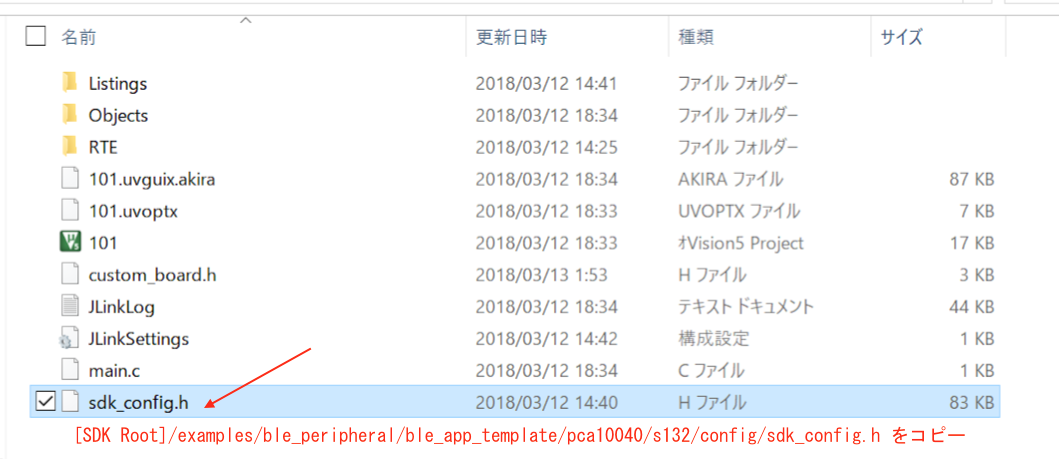 名前 更新日時 種類 サイズ
Listings 2018/03/12 14:41 ファイル フォルダー
Objects 2018/03/12 18:34 ファイル フォルダー
RTE 2018/03/12 14:25 ファイル フォルダー
101.uvguix.akira 2018/03/12 18:34 AKIRA ファイル 87 KB
101.uvoptx 2018/03/12 18:33 UVOPTX ファイル 7 KB
101 2018/03/12 18:33 ｵVision5 Project 17 KB
custom_board.h 2018/03/13 1:53 H ファイル 3 KB
JLinkLog 2018/03/12 18:34 テキスト ドキュメント 44 KB
JLinkSettings 2018/03/12 14:42 構成設定 1 KB
main.c 2018/03/12 18:34 C ファイル 1 KB
sdk_config.h 2018/03/12 14:40 H ファイル 83 KB
[SDK Root]/examples/ble_peripheral/ble_app_template/pca10040/s132/config/sdk_config.h をコピー